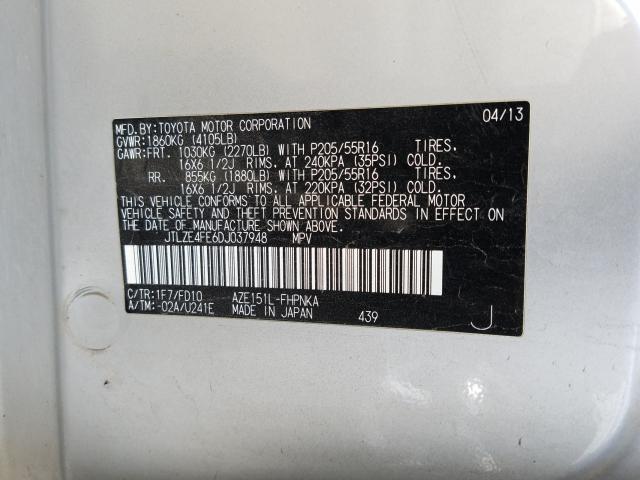 MFD. BY: TOYOTA MOTOR CORPORATION 04/13
GVWR: 1860KG (4105LB)
GAWR: FRT. 1030KG (2270LB) WITH P205/55R16 TIRES,
16X6 1/2J RIMS, AT 240KPA (35PSI) COLD.
RR. 855KG (1880LB) WITH P205/55R16 TIRES,
16X6 1/2J RIMS, AT 220KPA (32PSI) COLD.
THIS VEHICLE CONFORMS TO ALL APPLICABLE FEDERAL MOTOR
VEHICLE SAFETY AND THEFT PREVENTION STANDARDS IN EFFECT ON
THE DATE OF MANUFACTURE SHOWN ABOVE.
JTLZE4FE6DJ037948 MPV
C/TR: 1F7/FD10 AZE151L-FHPNKA
A/TM: -02A/U241E MADE IN JAPAN 439 J